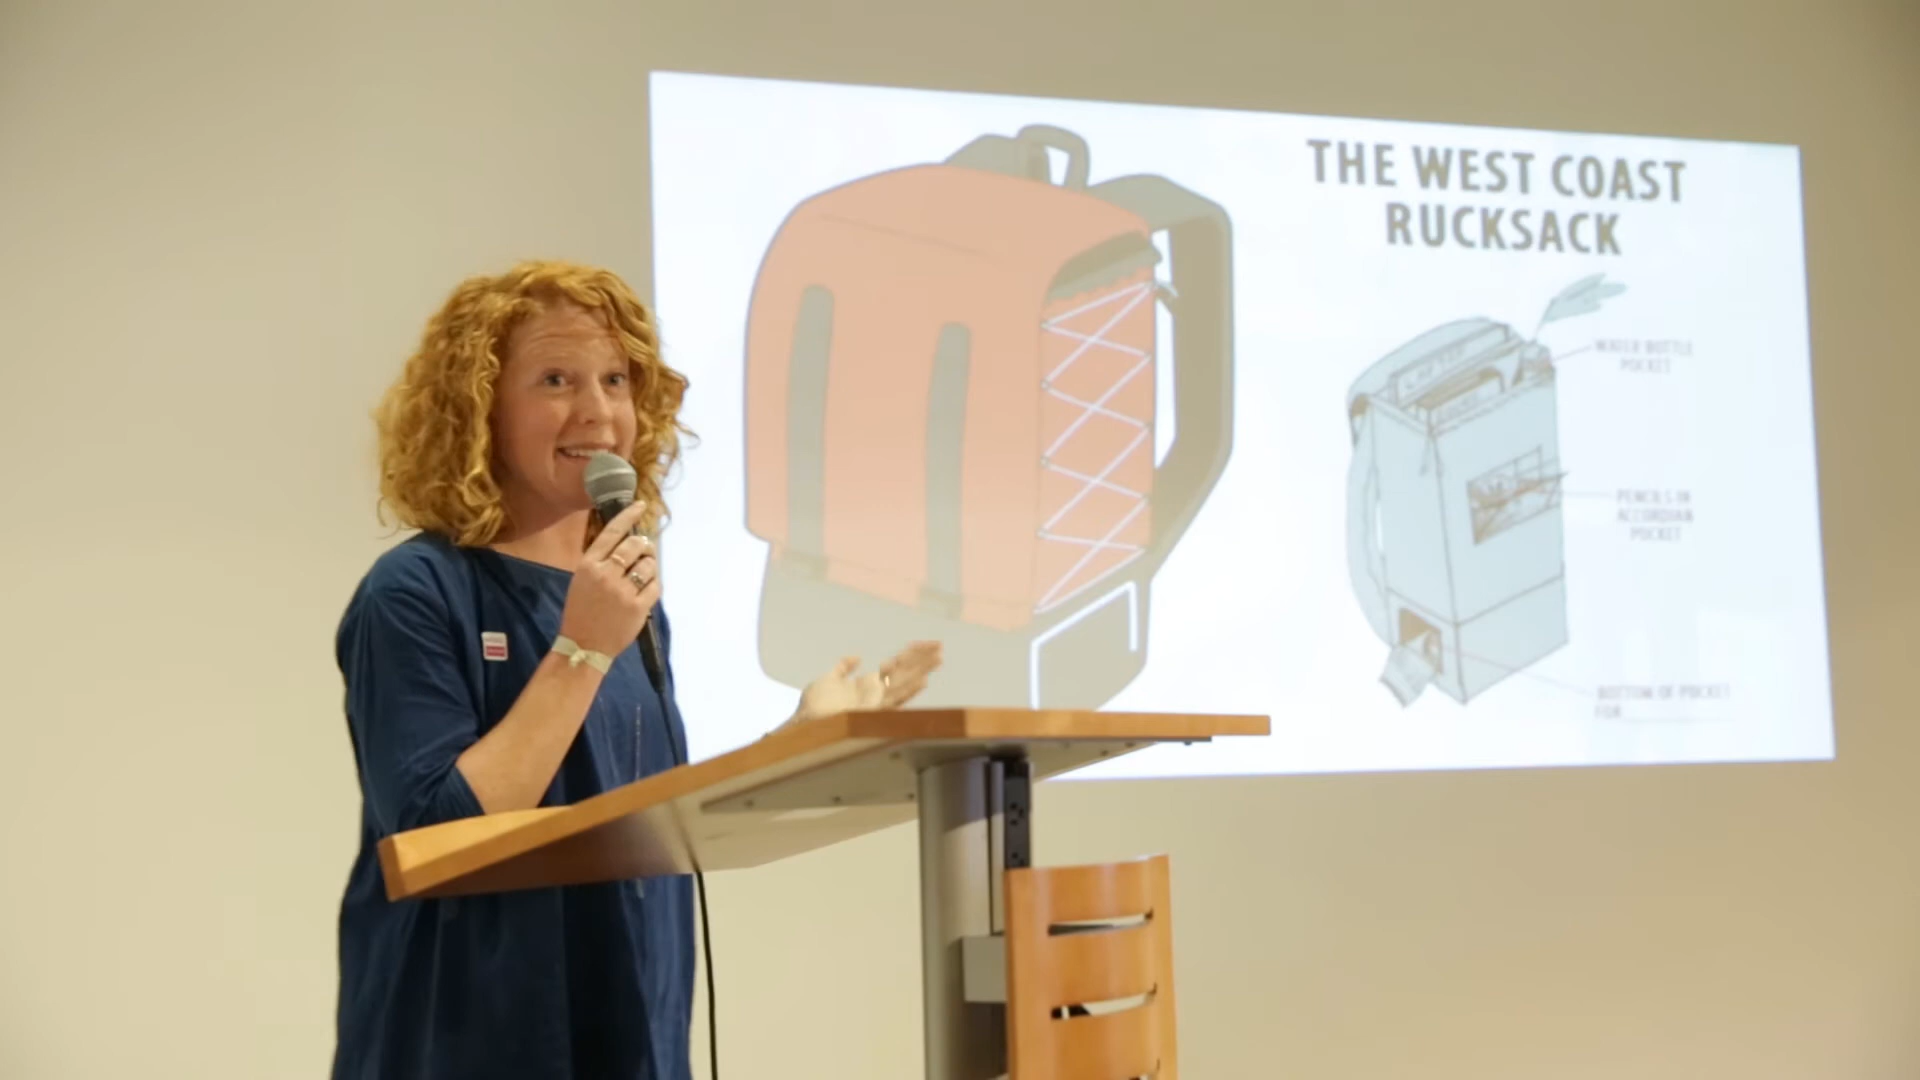 THE WEST COAST
RUCKSACK
WATER BOTTLE
POCKET
PENCILS IN
ACCORDIAN
POCKET
BOTTOM OF POCKET
FOR